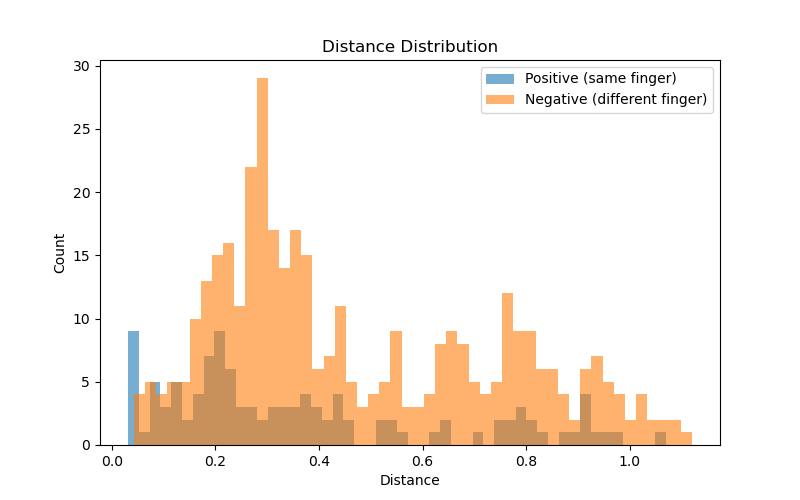 Distance Distribution
Positive (same finger)
Negative (different finger)
30
25
20
15
10
5
0
Count
0.0 0.2 0.4 0.6 0.8 1.0
Distance